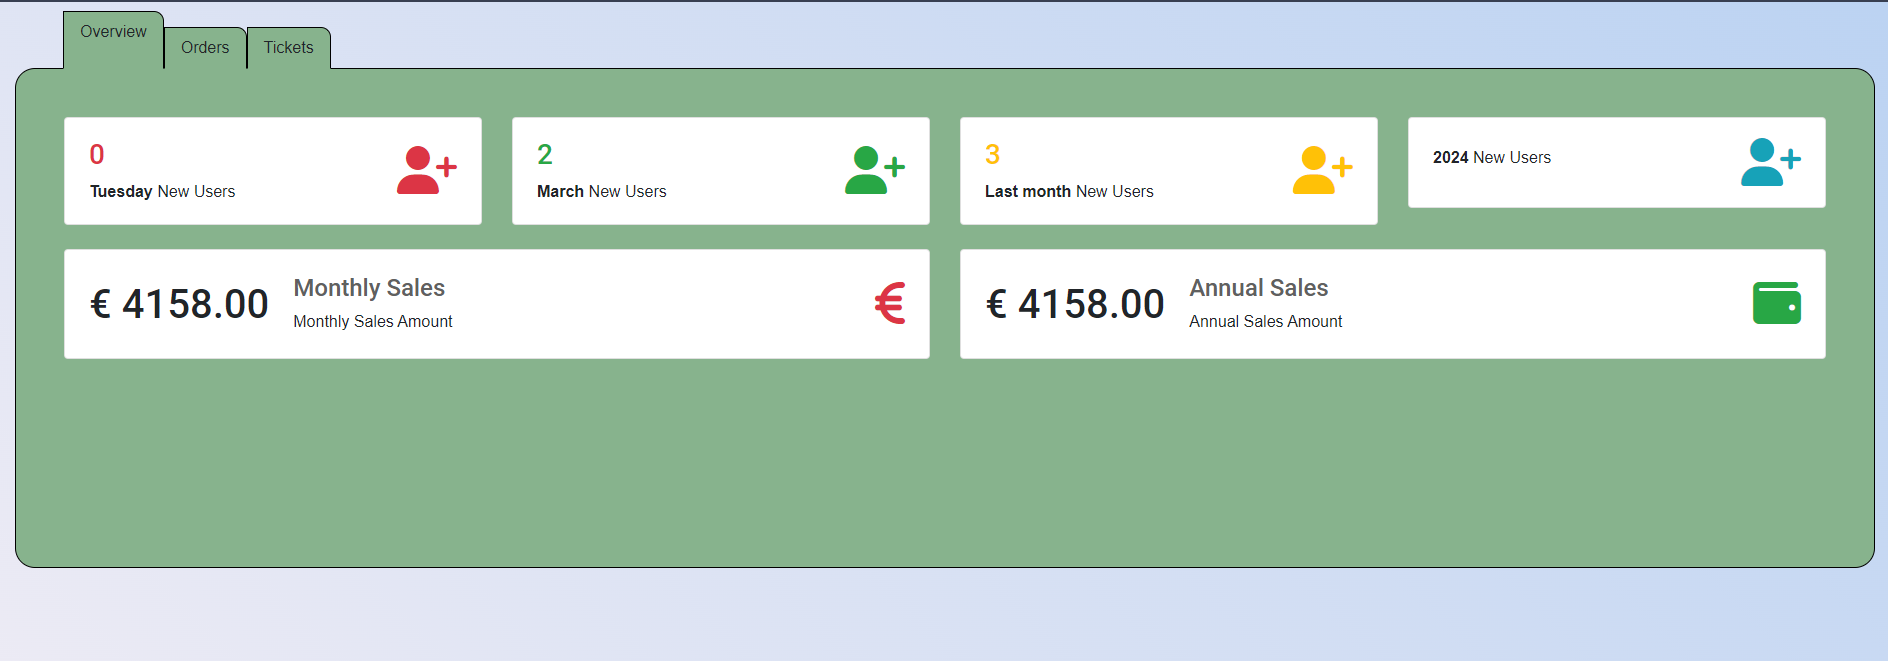 Overview
Orders
Tickets
0
Tuesday New Users
2
March New Users
3
Last month New Users
2024 New Users
€ 4158.00
Monthly Sales
Monthly Sales Amount
€ 4158.00
Annual Sales
Annual Sales Amount